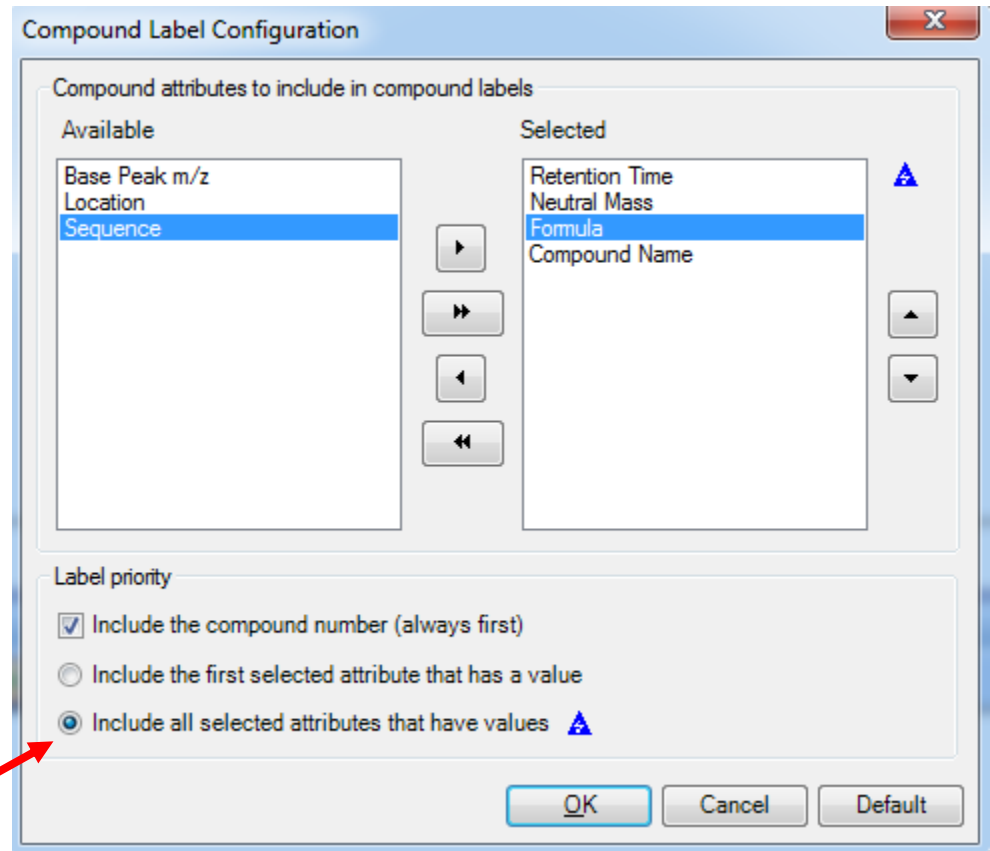 Compound Label Configuration
Compound attributes to include in compound labels
Available
Selected
Base Peak m/z
Location
Sequence
Retention Time
Neutral Mass
Formula
Compound Name
Label priority
Include the compound number (always first)
Include the first selected attribute that has a value
Include all selected attributes that have values
OK
Cancel
Default